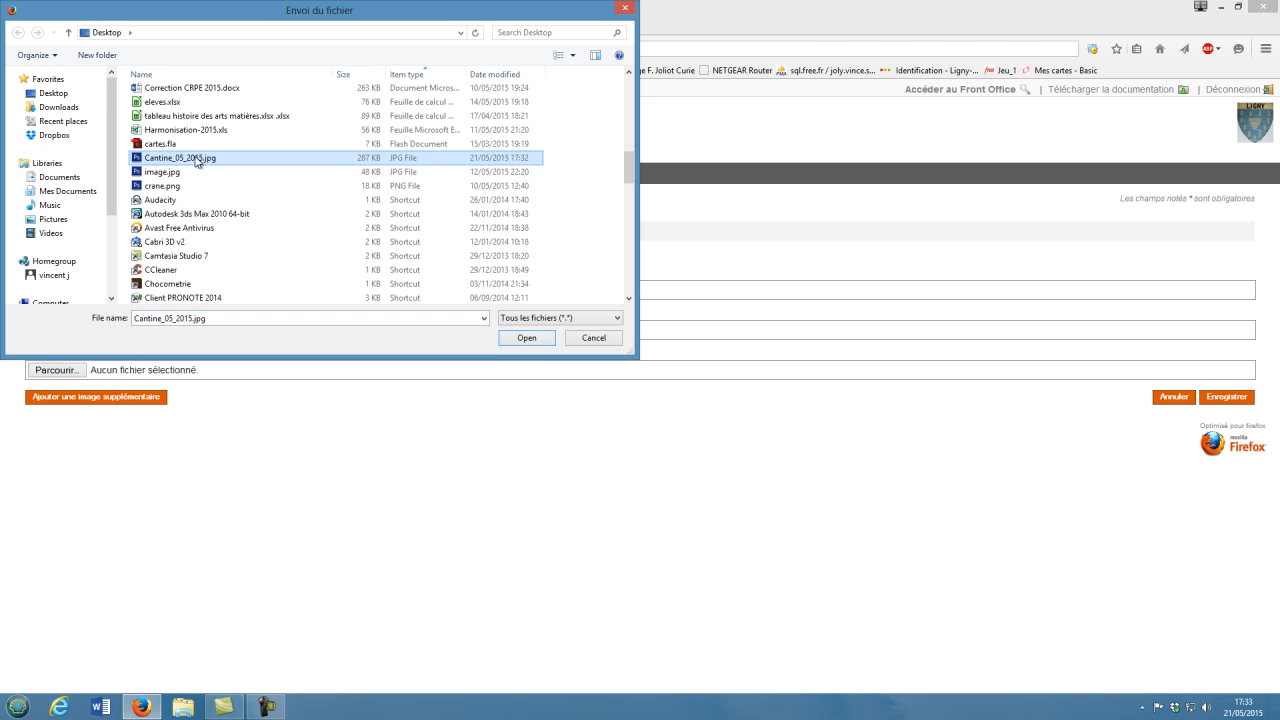 Envoi du fichier
Desktop
Search Desktop
Organize
New folder
Name
Size
Item type
Date modified
Favorites
Desktop
Downloads
Recent places
Dropbox
Libraries
Documents
My Documents
Music
Pictures
Videos
Homegroup
vincent j
Computer
Correction CRPE 2015.docx 263 KB Document Micros... 10/05/2015 19:24
eleves.xlsx 76 KB Feuille de calcul ... 14/05/2015 19:18
tableau histoire des arts matières.xlsx .xlsx 89 KB Feuille de calcul ... 17/04/2015 18:21
Harmonisation-2015.xls 56 KB Feuille Microsoft E... 11/05/2015 21:20
cartes.fla 7 KB Flash Document 15/03/2015 19:19
Cantine_05_2015.jpg 287 KB JPG File 21/05/2015 17:32
image.jpg 48 KB JPG File 12/05/2015 22:20
crane.png 18 KB PNG File 10/05/2015 12:40
Audacity 1 KB Shortcut 26/01/2014 17:40
Autodesk 3ds Max 2010 64-bit 2 KB Shortcut 14/01/2014 18:43
Avast Free Antivirus 2 KB Shortcut 22/11/2014 18:38
Cabri 3D v2 2 KB Shortcut 12/01/2014 10:18
Camtasia Studio 7 2 KB Shortcut 29/12/2013 18:20
CCleaner 1 KB Shortcut 29/12/2013 18:49
Chocometrie 1 KB Shortcut 03/11/2014 21:34
Client PRONOTE 2014 3 KB Shortcut 06/09/2014 12:11
File name: Cantine_05_2015.jpg
Tous les fichiers (*.*)
Open
Cancel
ABP
ge F. Joliot Curie NETGEAR Router sql.free.fr / joly.vince.s... Identification - Ligny-... Jeu_1 Mes cartes - Basic
Accéder au Front Office | Télécharger la documentation | Déconnexion
LIGNY
Les champs notés * sont obligatoires
Parcourir... Aucun fichier sélectionné.
Ajouter une image supplémentaire
Annuler
Enregistrer
Optimisé pour firefox
mozilla
Firefox
17:33
21/05/2015